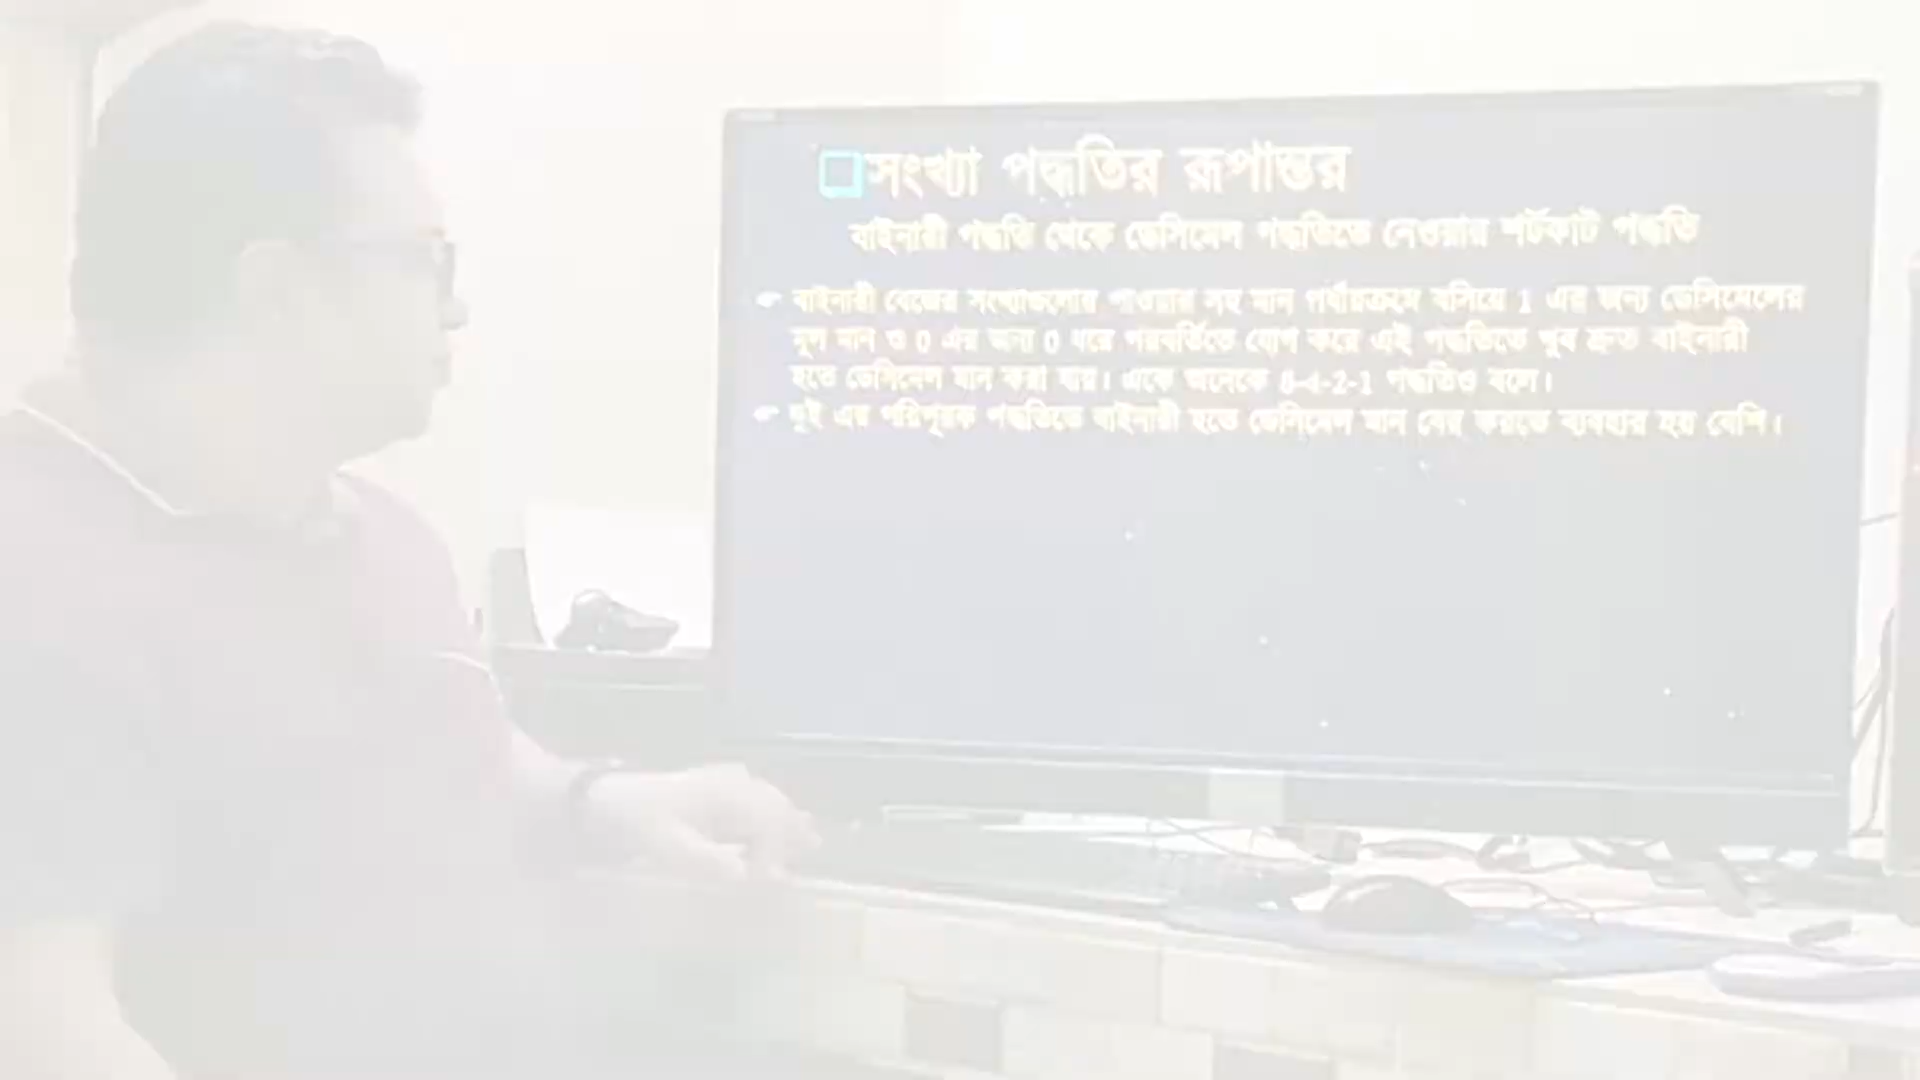 সংখ্যা পদ্ধতির রূপান্তর
বাইনারী পদ্ধতি থেকে ডেসিমেল পদ্ধতিতে নেওয়ার শর্টকাট পদ্ধতি
বাইনারী বেজের সংখ্যাগুলোর পাওয়ার সহ মান পর্যায়ক্রমে বসিয়ে 1 এর জন্য ডেসিমেলের
মূল মান ও 0 এর জন্য 0 ধরে পরবর্তিতে যোগ করে এই পদ্ধতিতে খুব দ্রুত বাইনারী
হতে ডেসিমেল মান করা যায়। একে অনেকে 8-4-2-1 পদ্ধতিও বলে।
দুই এর পরিপূরক পদ্ধতিতে বাইনারী হতে ডেসিমেল মান বের করতে ব্যবহার হয় বেশি।